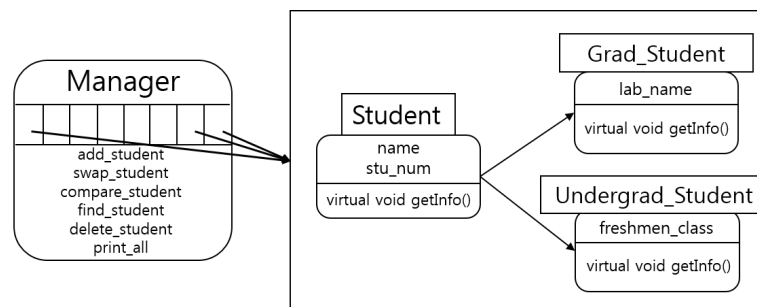 Manager
add_student
swap_student
compare_student
find_student
delete_student
print_all
Student
name
stu_num
virtual void getInfo()
Grad_Student
lab_name
virtual void getInfo()
Undergrad_Student
freshmen_class
virtual void getInfo()